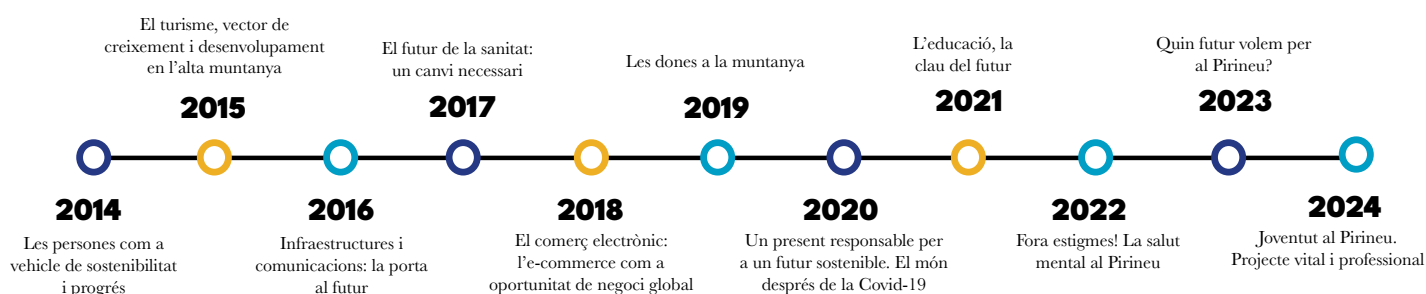 Les persones com a
vehicle de sostenibilitat
i progrés
2014
El turisme, vector de
creixement i desenvolupament
en l'alta muntanya
2015
2016
Infraestructures i
comunicacions: la porta
al futur
El futur de la sanitat:
un canvi necessari
2017
2018
El comerç electrònic:
l'e-commerce com a
oportunitat de negoci global
Les dones a la muntanya
2019
2020
Un present responsable per
a un futur sostenible. El món
després de la Covid-19
L'educació, la
clau del futur
2021
2022
Fora estigmes! La salut
mental al Pirineu
Quin futur volem per
al Pirineu?
2023
2024
Joventut al Pirineu.
Projecte vital i professional